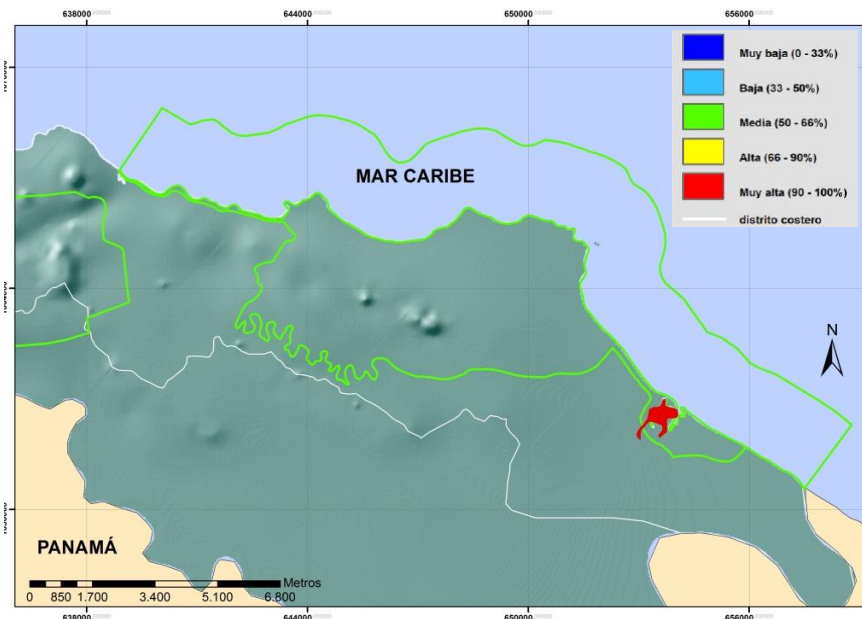 638000 644000 650000 656000
Muy baja (0 - 33%)
Baja (33 - 50%)
Media (50 - 66%)
Alta (66 - 90%)
Muy alta (90 - 100%)
distrito costero
MAR CARIBE
N
PANAMÁ
Metros
0 850 1.700 3.400 5.100 6.800
638000 644000 650000 656000